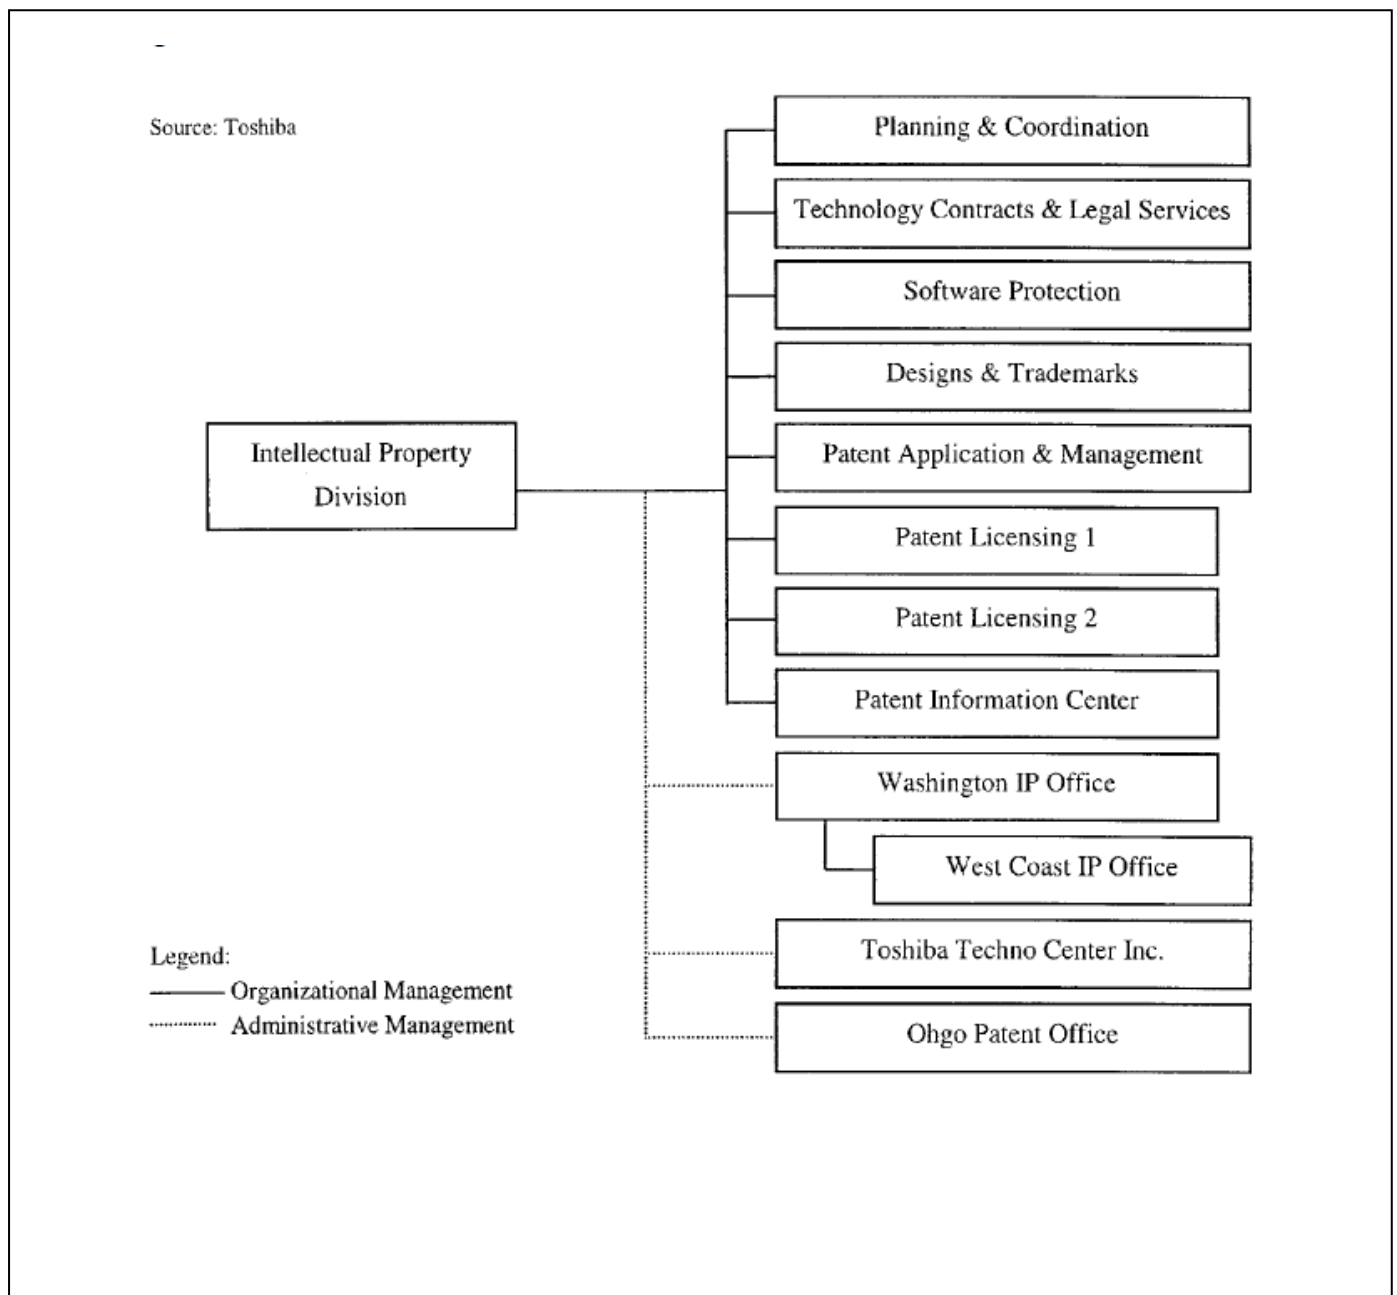 Source: Toshiba
Planning & Coordination
Technology Contracts & Legal Services
Software Protection
Designs & Trademarks
Intellectual Property
Division
Patent Application & Management
Patent Licensing 1
Patent Licensing 2
Patent Information Center
Washington IP Office
West Coast IP Office
Toshiba Techno Center Inc.
Ohgo Patent Office
Legend:
Organizational Management
Administrative Management